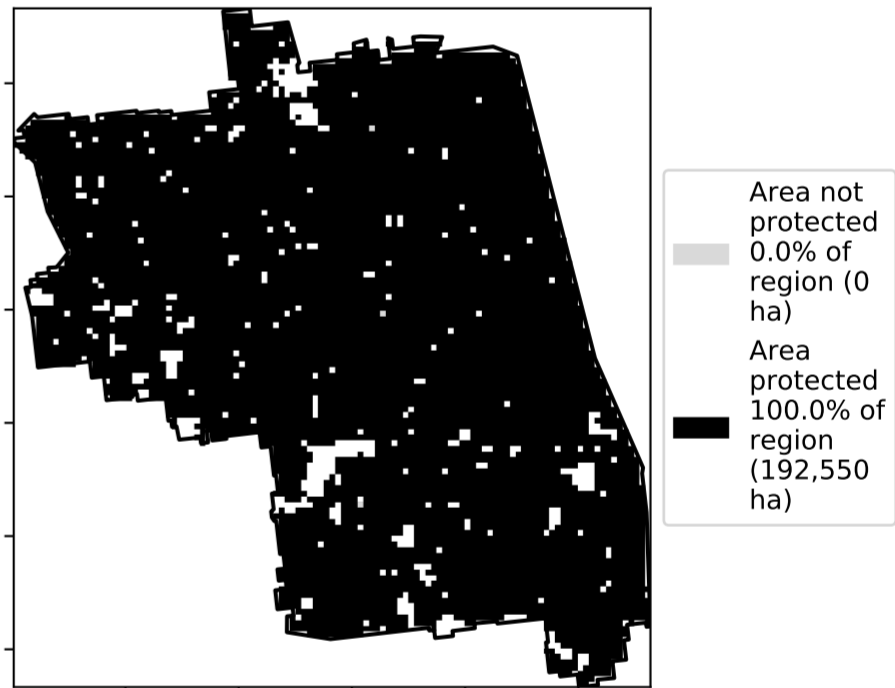 Area not
protected
0.0% of
region (0
ha)
Area
protected
100.0% of
region
(192,550
ha)